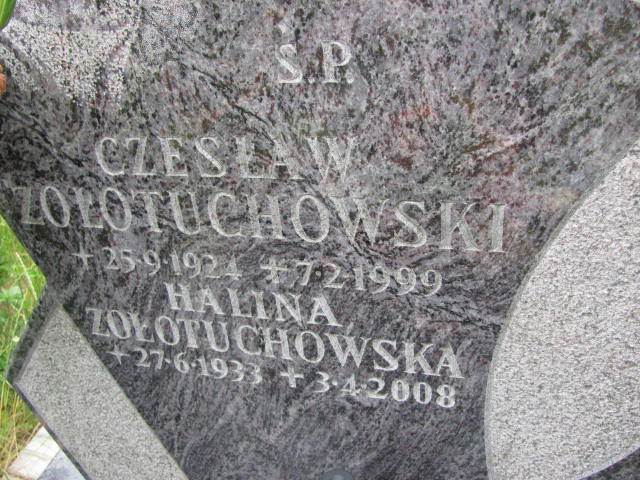 Ś.P.
CZESŁAW
ZOŁOTUCHOWSKI
+25·9·1924 +7·2·1999
HALINA
ZOŁOTUCHOWSKA
+27·6·1933 +3·4·2008